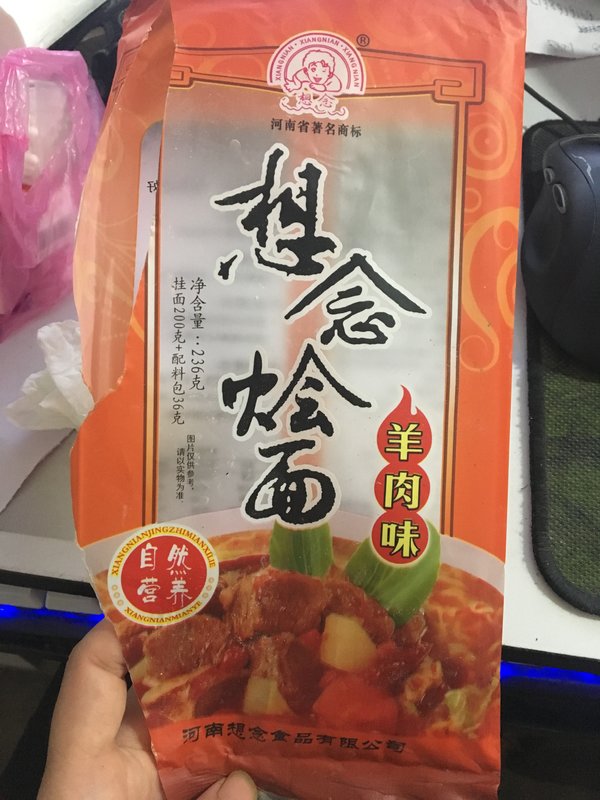 XIANGNIAN·XIANGNIAN·XIANGNIAN
®
想念
河南省著名商标
想念烩面
净含量：236克
挂面200克+配料包36克
图片仅供参考，
请以实物为准。
羊肉味
XIANGNIANJINGZHIMIANXILIE
自然
营养
XIANGNIANMIANYE
河南想念食品有限公司